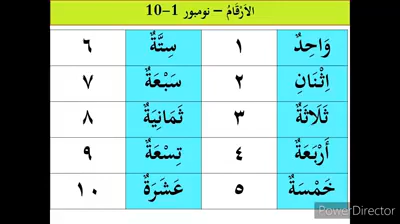 الأَرْقَامُ – نومبور 1–10
وَاحِدٌ ١ سِتَّةٌ ٦
اِثْنَانِ ٢ سَبْعَةٌ ٧
ثَلَاثَةٌ ٣ ثَمَانِيَةٌ ٨
أَرْبَعَةٌ ٤ تِسْعَةٌ ٩
خَمْسَةٌ ٥ عَشَرَةٌ ١٠
PowerDirector